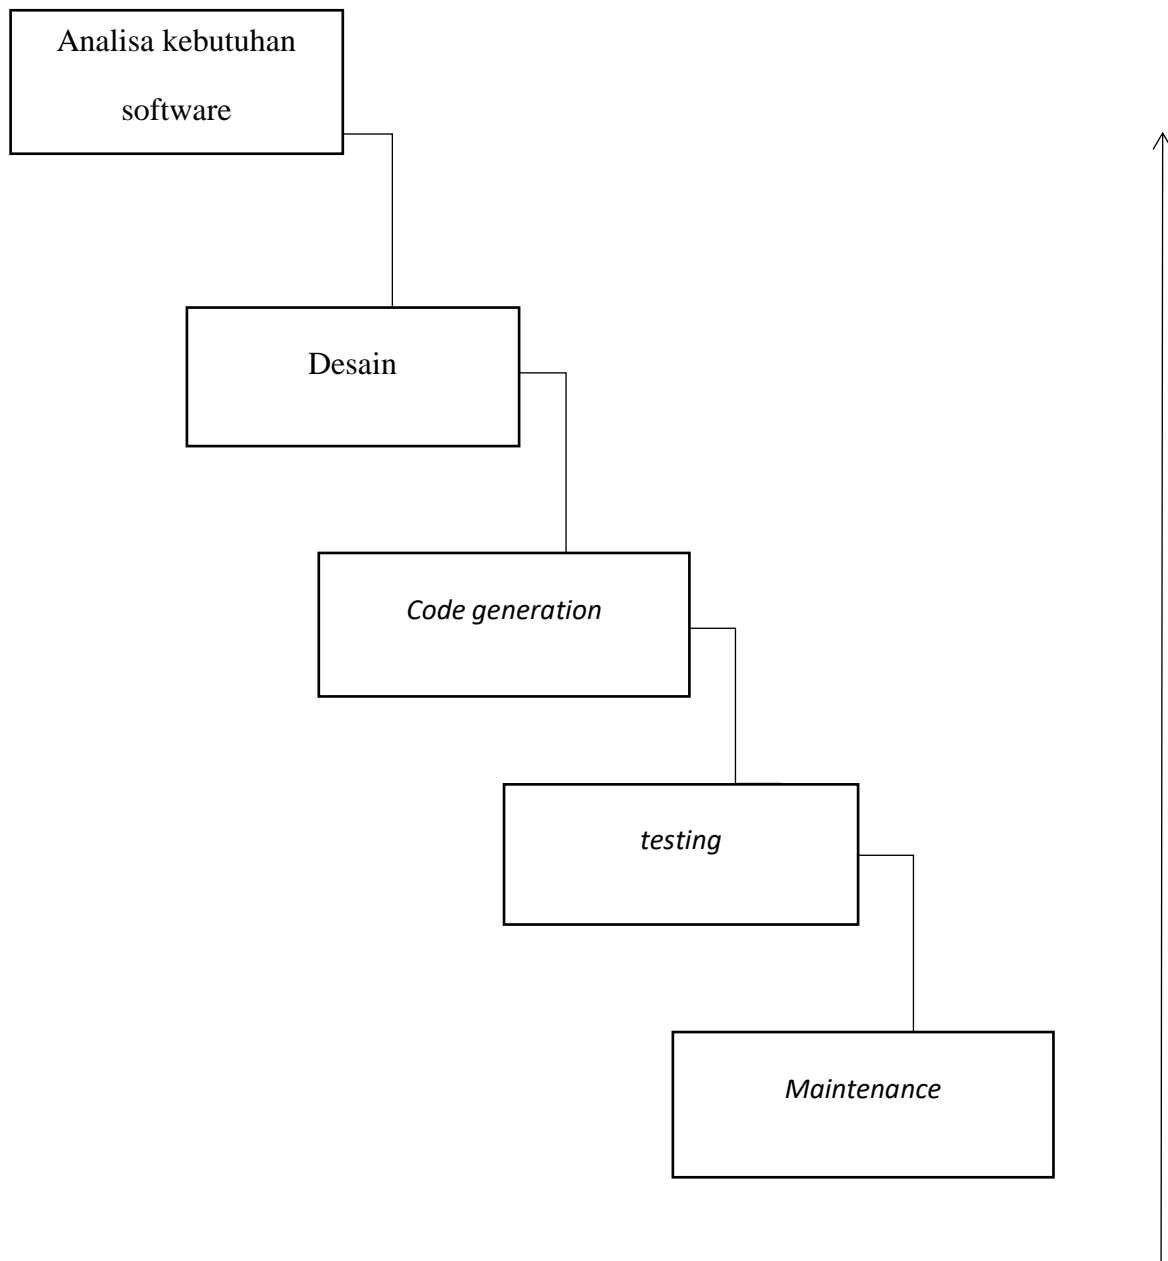 Analisa kebutuhan
software
Desain
Code generation
testing
Maintenance